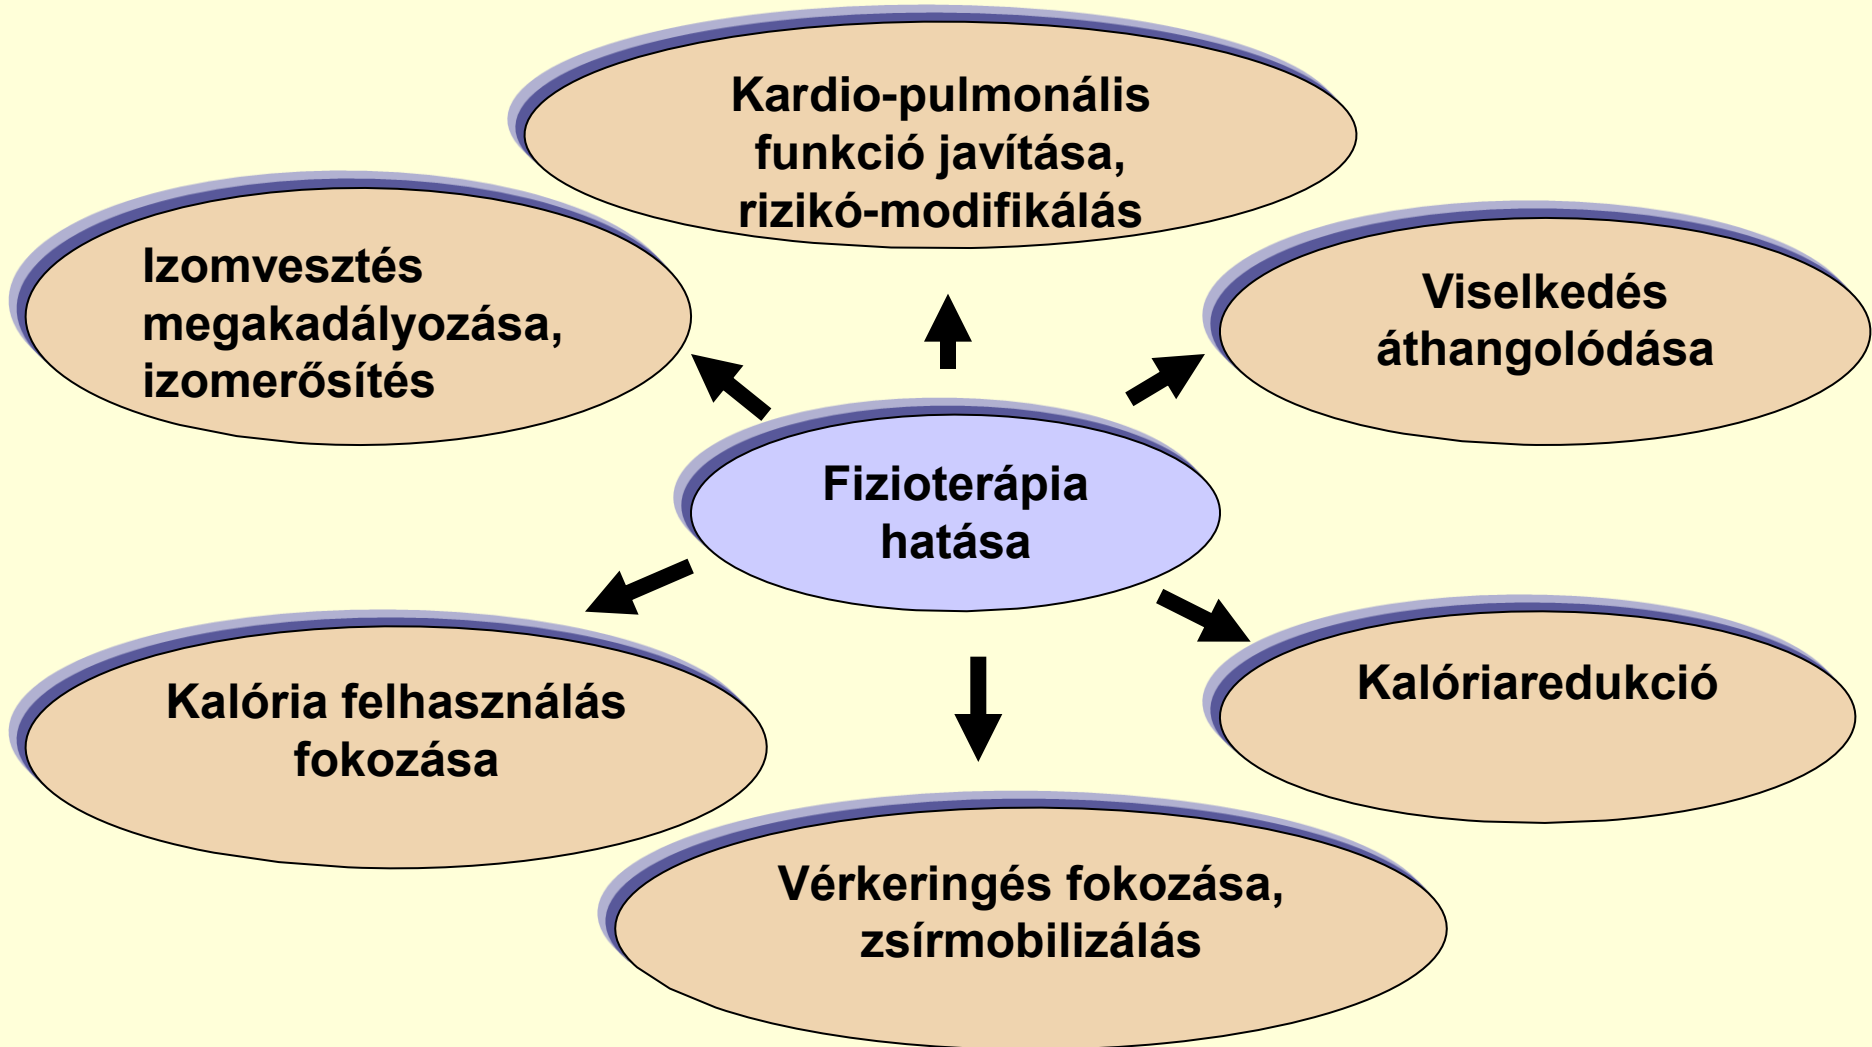 Kardio-pulmonális
funkció javítása,
rizikó-modifikálás
Izomvesztés
megakadályozása,
izomerősítés
Viselkedés
áthangolódása
Fizioterápia
hatása
Kalória felhasználás
fokozása
Kalóriaredukció
Vérkeringés fokozása,
zsírmobilizálás